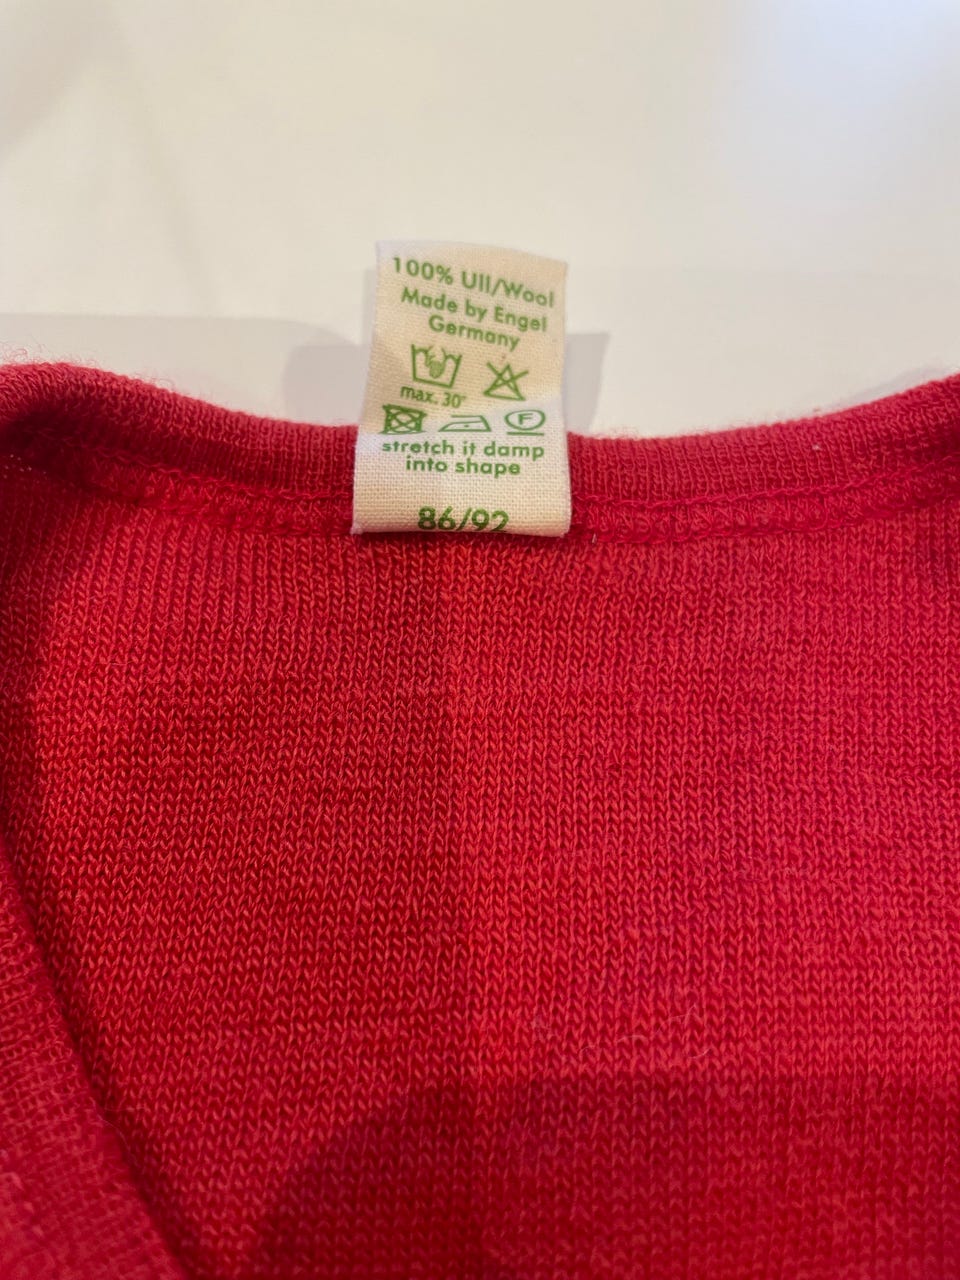 100% Ull/Wool
Made by Engel
Germany
max. 30°
F
stretch it damp
into shape
86/92